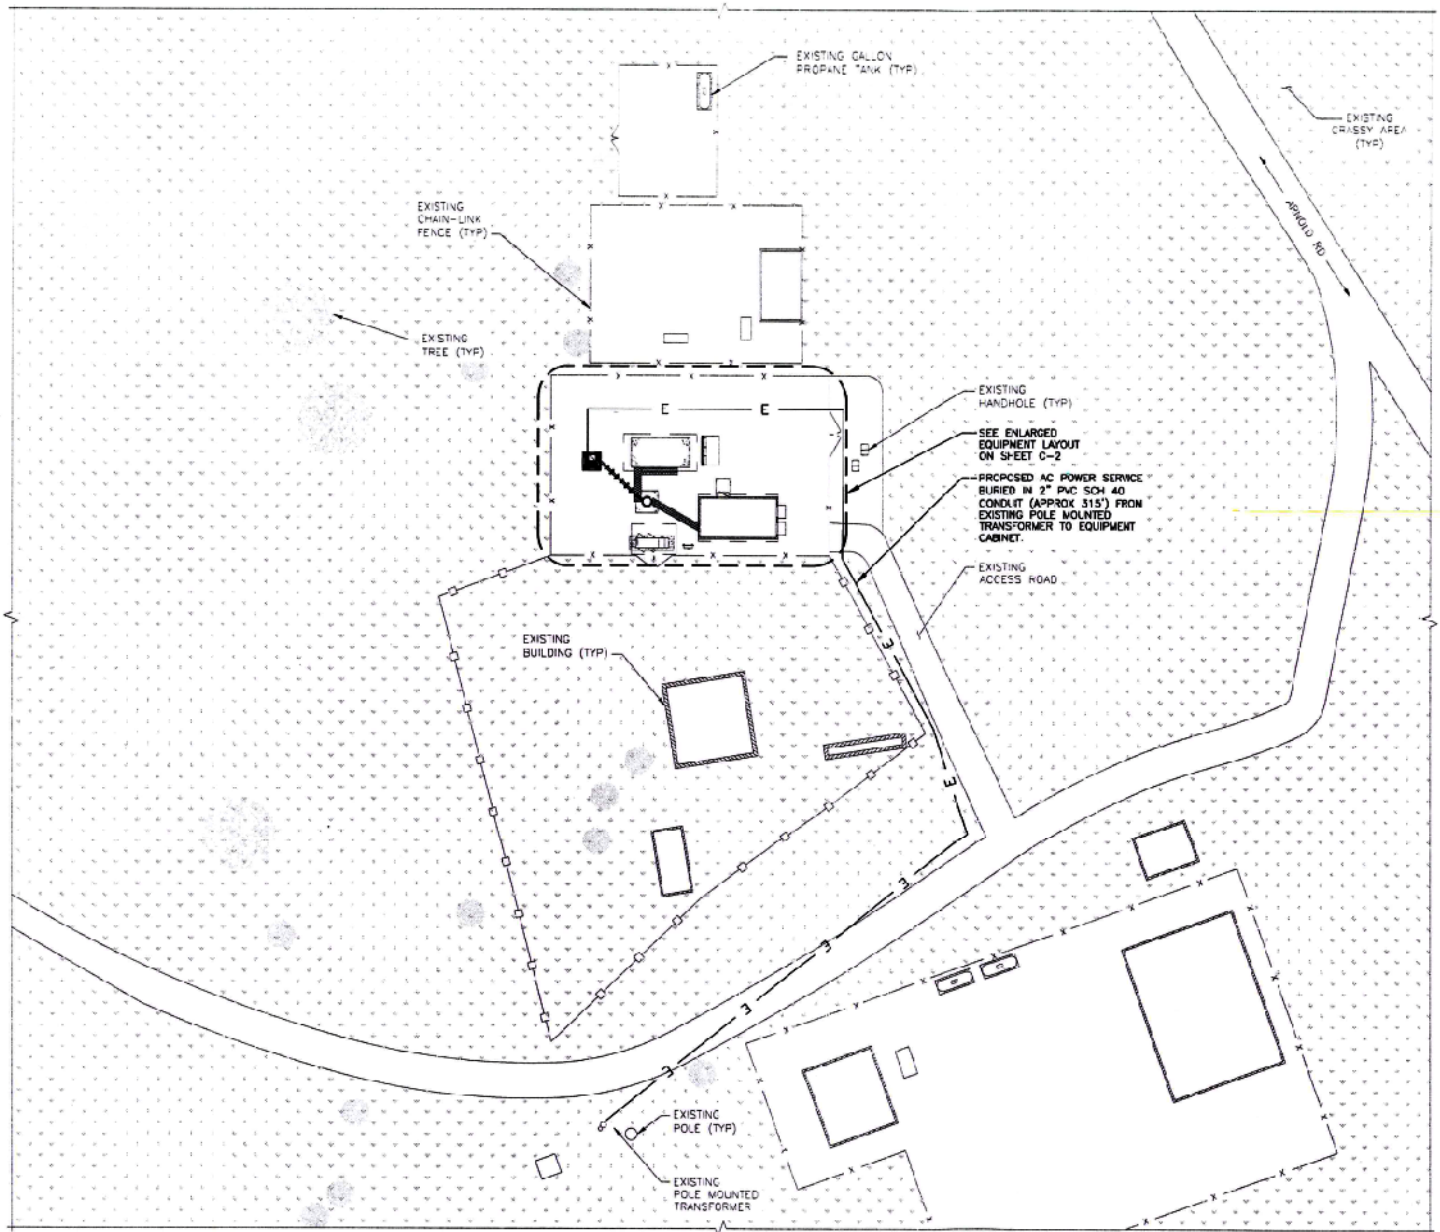 EXISTING GALLON
PROPANE TANK (TYP)
EXISTING
GRASSY AREA
(TYP)
ARNOLD RD
EXISTING
CHAIN-LINK
FENCE (TYP)
EXISTING
TREE (TYP)
EXISTING
HANDHOLE (TYP)
SEE ENLARGED
EQUIPMENT LAYOUT
ON SHEET C-2
PROPOSED AC POWER SERVICE
BURIED IN 2" PVC SCH 40
CONDUIT (APPROX 315') FROM
EXISTING POLE MOUNTED
TRANSFORMER TO EQUIPMENT
CABINET.
EXISTING
ACCESS ROAD
E
E
EXISTING
BUILDING (TYP)
E
E
E
E
E
E
EXISTING
POLE (TYP)
EXISTING
POLE MOUNTED
TRANSFORMER